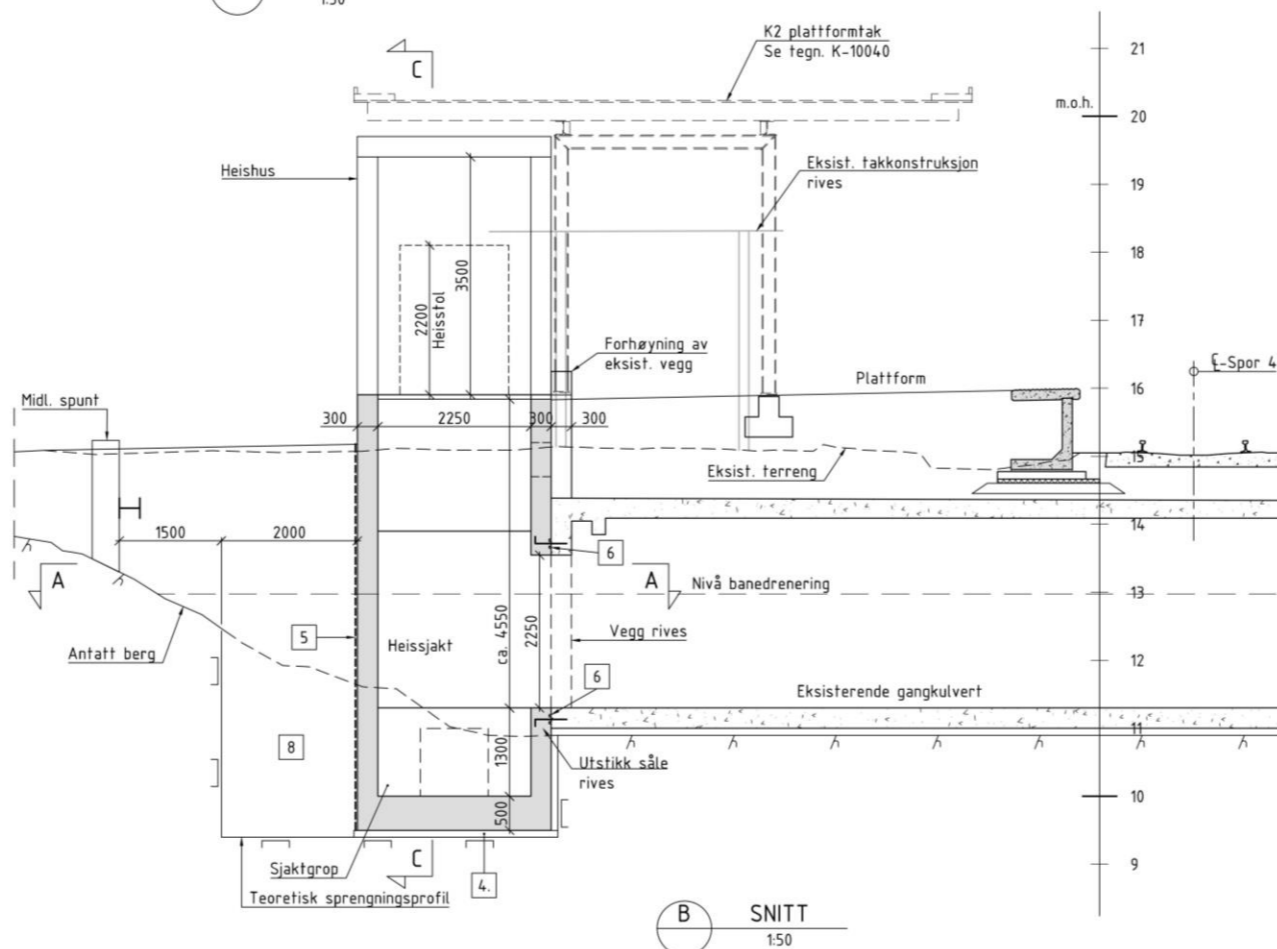 1:50
C
K2 plattformtak
Se tegn. K-10040
21
m.o.h.
20
Heishus
Eksist. takkonstruksjon
rives
19
18
3500
2200
Heisstol
17
Forhøyning av
eksist. vegg
℄-Spor 4
16
Plattform
Midl. spunt
300
2250
300
300
15
Eksist. terreng
14
1500
2000
6
A
A
Nivå banedrenering
13
5
Heissjakt
ca. 4550
2250
Vegg rives
Antatt berg
12
6
Eksisterende gangkulvert
11
8
1300
Utstikk såle
rives
10
500
C
Sjaktgrop
4.
9
Teoretisk sprengningsprofil
B
SNITT
1:50